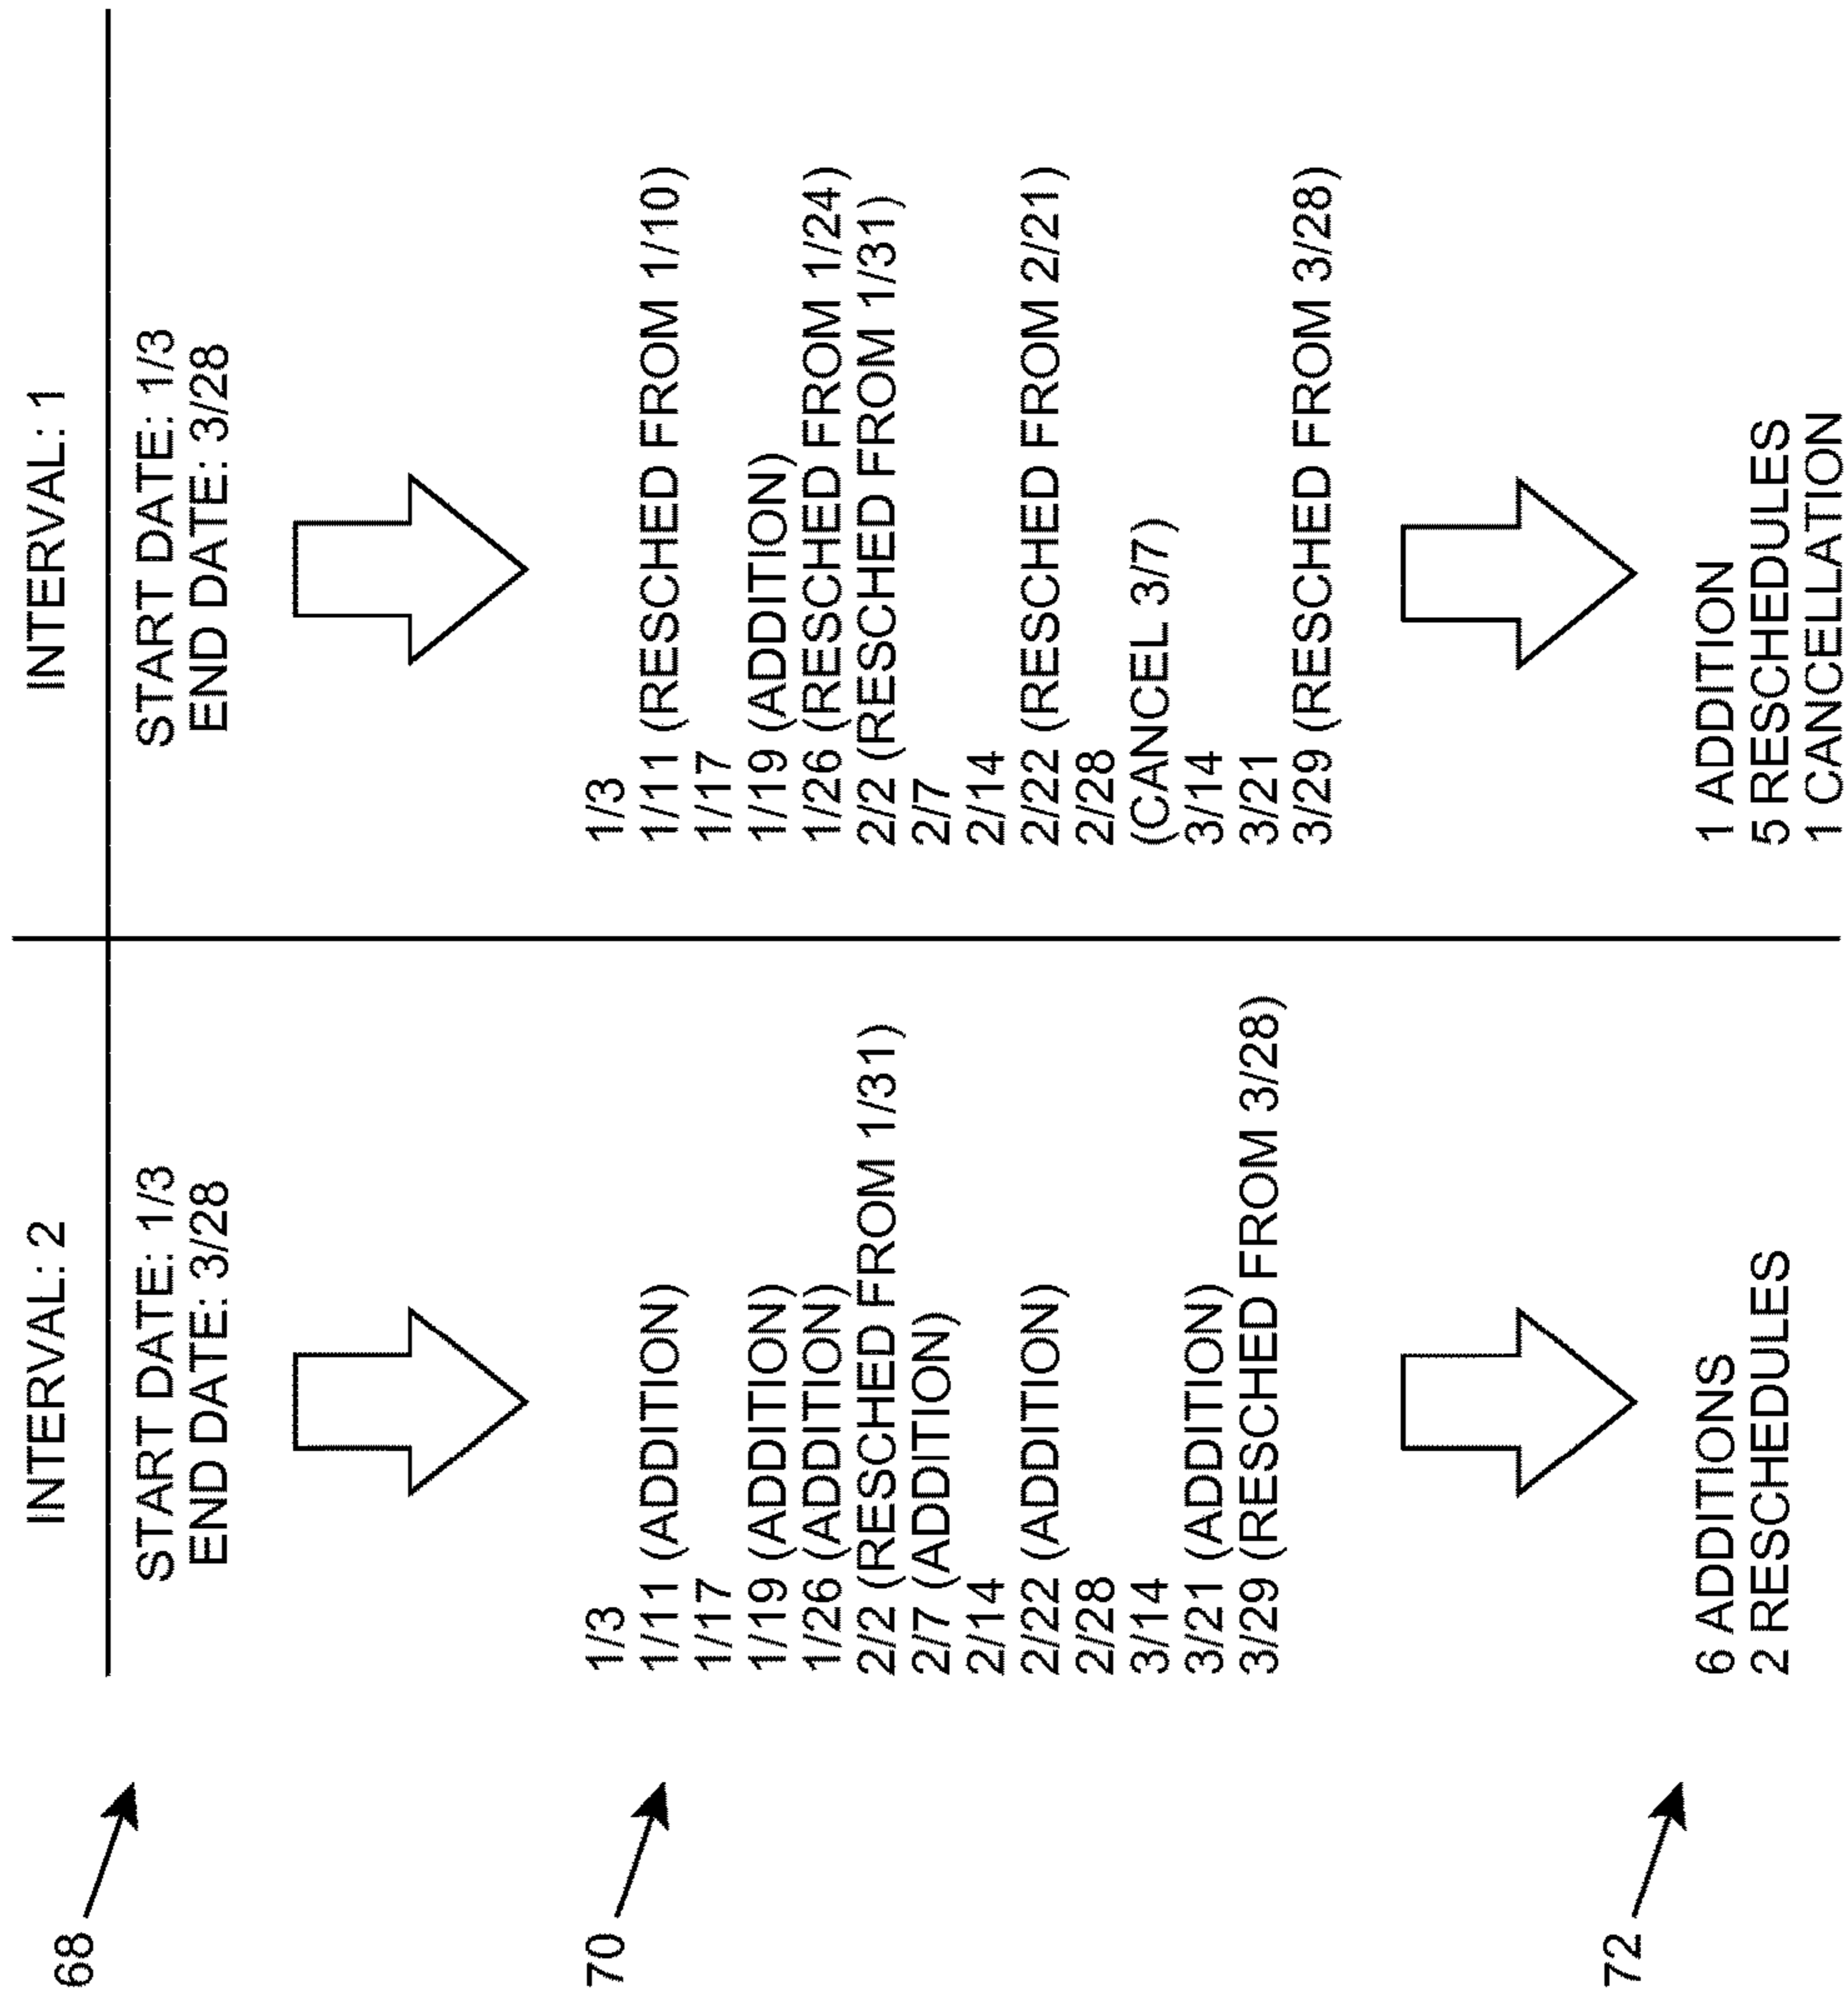 68
INTERVAL: 2
START DATE: 1/3
END DATE: 3/28
70
1/3
1/11 (ADDITION)
1/17
1/19 (ADDITION)
1/26 (ADDITION)
2/2 (RESCHED FROM 1/31)
2/7 (ADDITION)
2/14
2/22 (ADDITION)
2/28
3/14
3/21 (ADDITION)
3/29 (RESCHED FROM 3/28)
72
6 ADDITIONS
2 RESCHEDULES
INTERVAL: 1
START DATE: 1/3
END DATE: 3/28
1/3
1/11 (RESCHED FROM 1/10)
1/17
1/19 (ADDITION)
1/26 (RESCHED FROM 1/24)
2/2 (RESCHED FROM 1/31)
2/7
2/14
2/22 (RESCHED FROM 2/21)
2/28
(CANCEL 3/7)
3/14
3/21
3/29 (RESCHED FROM 3/28)
1 ADDITION
5 RESCHEDULES
1 CANCELLATION